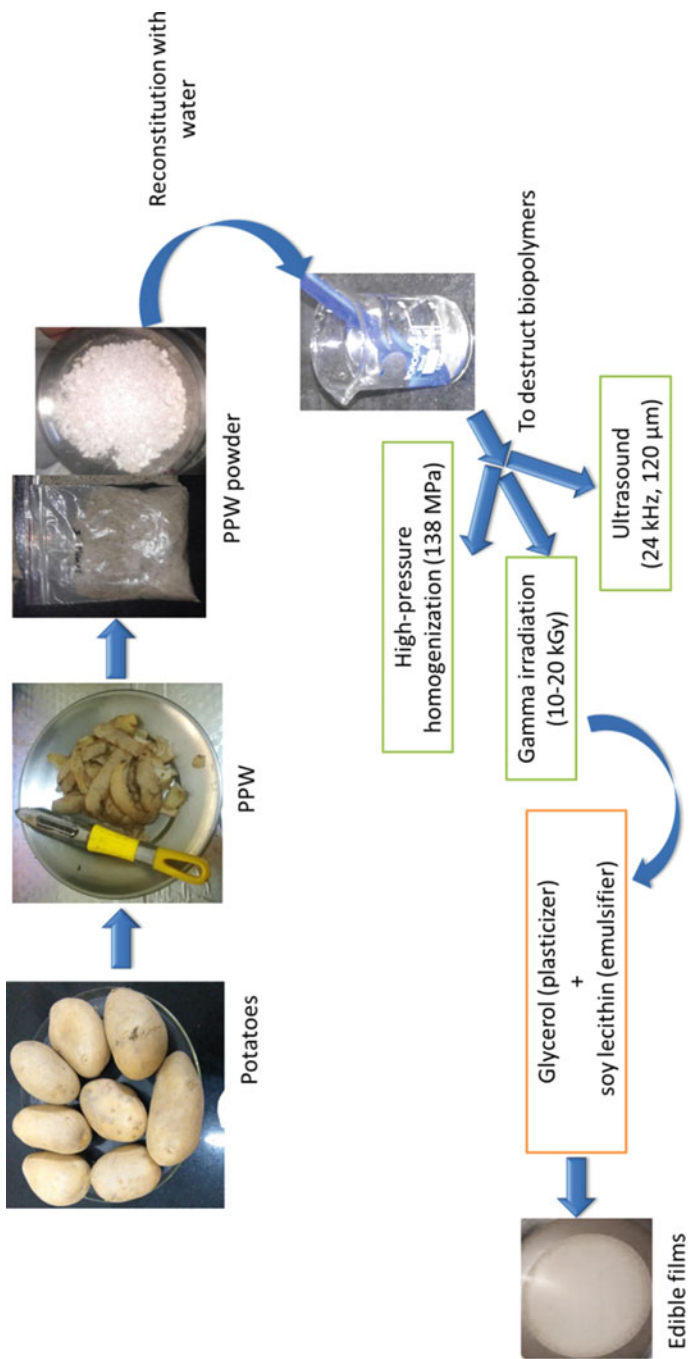 Potatoes
PPW
PPW powder
Reconstitution with
water
To destruct biopolymers
High-pressure
homogenization (138 MPa)
Gamma irradiation
(10-20 kGy)
Ultrasound
(24 kHz, 120 µm)
Glycerol (plasticizer)
+
soy lecithin (emulsifier)
Edible films